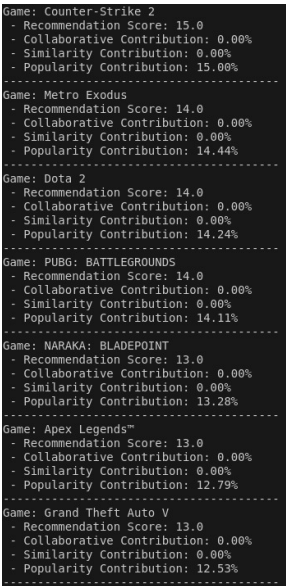 Game: Counter-Strike 2
- Recommendation Score: 15.0
- Collaborative Contribution: 0.00%
- Similarity Contribution: 0.00%
- Popularity Contribution: 15.00%
----------------------------------------
Game: Metro Exodus
- Recommendation Score: 14.0
- Collaborative Contribution: 0.00%
- Similarity Contribution: 0.00%
- Popularity Contribution: 14.44%
----------------------------------------
Game: Dota 2
- Recommendation Score: 14.0
- Collaborative Contribution: 0.00%
- Similarity Contribution: 0.00%
- Popularity Contribution: 14.24%
----------------------------------------
Game: PUBG: BATTLEGROUNDS
- Recommendation Score: 14.0
- Collaborative Contribution: 0.00%
- Similarity Contribution: 0.00%
- Popularity Contribution: 14.11%
----------------------------------------
Game: NARAKA: BLADEPOINT
- Recommendation Score: 13.0
- Collaborative Contribution: 0.00%
- Similarity Contribution: 0.00%
- Popularity Contribution: 13.28%
----------------------------------------
Game: Apex Legends™
- Recommendation Score: 13.0
- Collaborative Contribution: 0.00%
- Similarity Contribution: 0.00%
- Popularity Contribution: 12.79%
----------------------------------------
Game: Grand Theft Auto V
- Recommendation Score: 13.0
- Collaborative Contribution: 0.00%
- Similarity Contribution: 0.00%
- Popularity Contribution: 12.53%
----------------------------------------